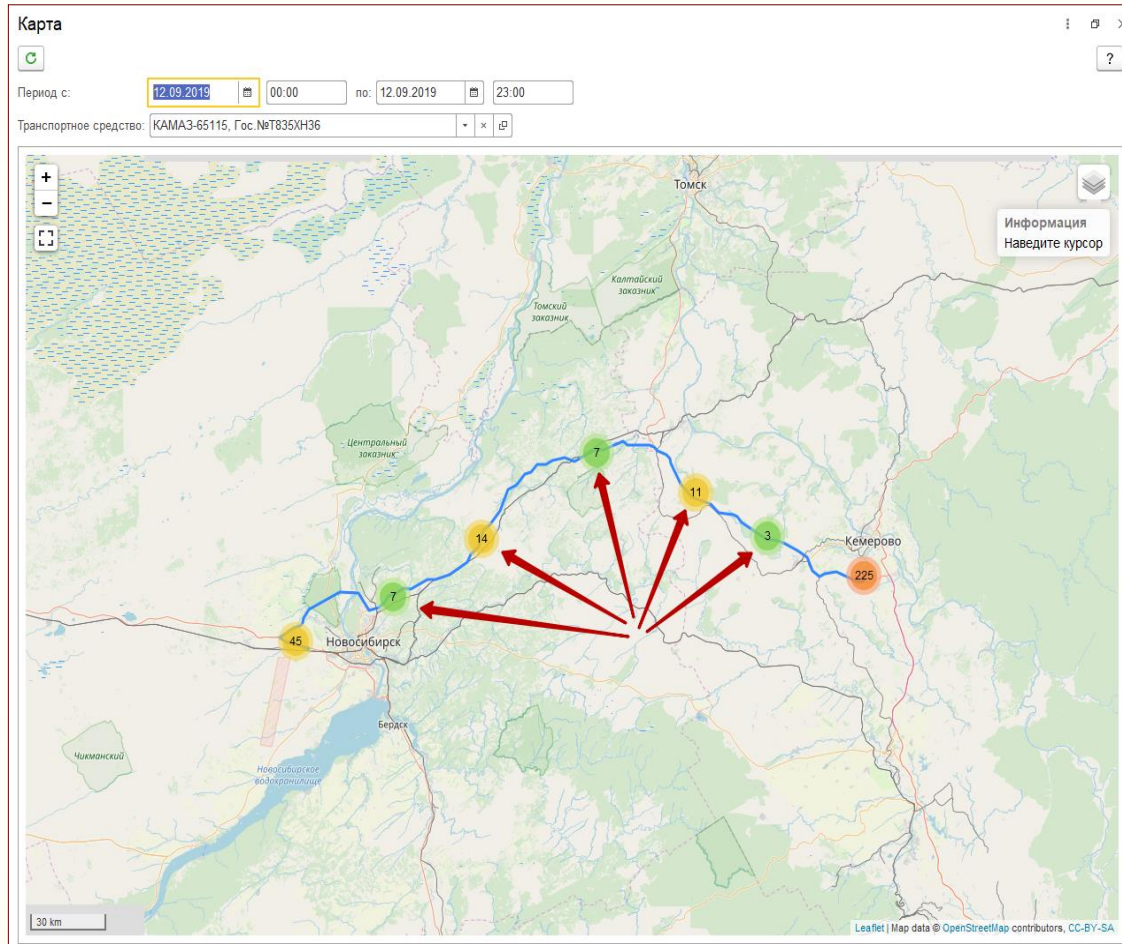 Карта
?
Период с: 12.09.2019 00:00 по: 12.09.2019 23:00
Транспортное средство: КАМАЗ-65115, Гос.№Т835ХН36
+
−
Томск
Информация
Наведите курсор
Калтайский
заказник
Томский
заказник
Центральный
заказник
7
11
14
3
Кемерово
225
7
45
Новосибирск
Бердск
Чикманский
Новосибирское
водохранилище
30 km
Leaflet | Map data © OpenStreetMap contributors, CC-BY-SA